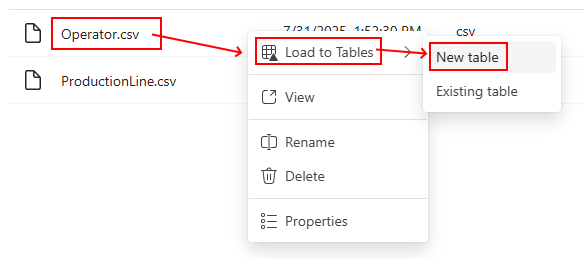 Operator.csv 7/31/2025, 1:52:30 PM csv
Load to Tables
New table
ProductionLine.csv
View
Existing table
Rename
Delete
Properties